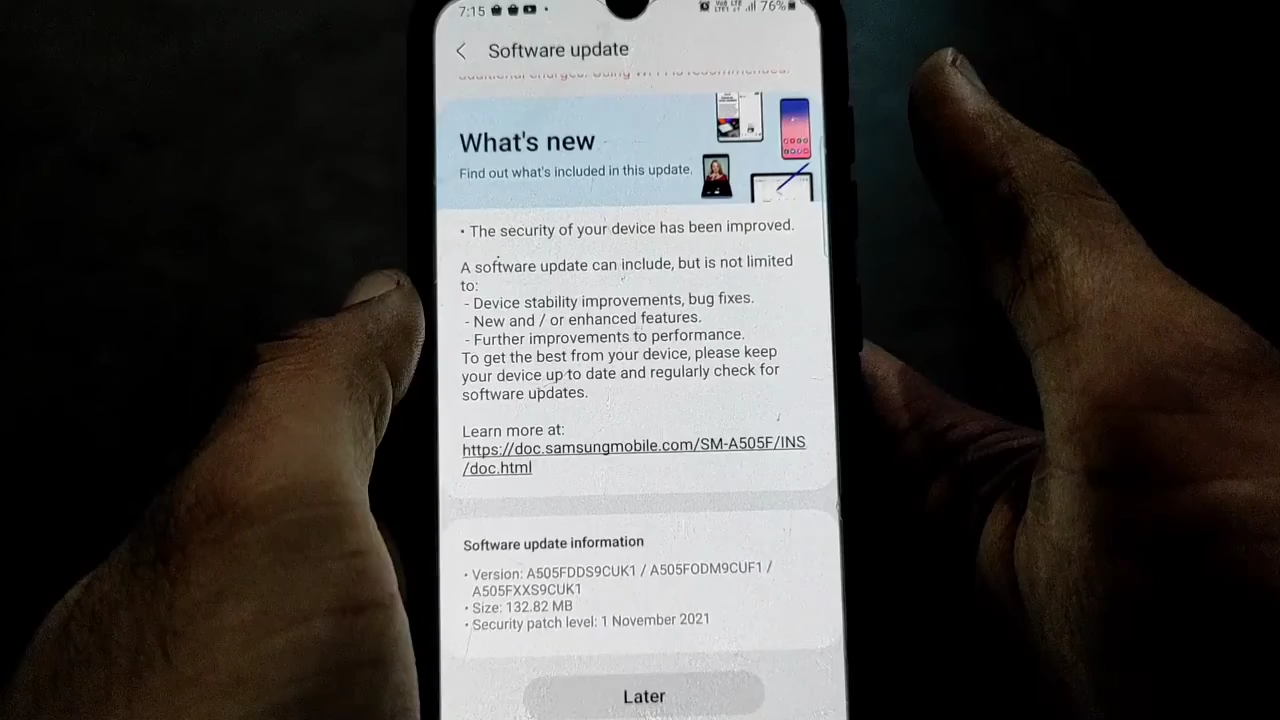 7:15
76%
Software update
What's new
Find out what's included in this update.
• The security of your device has been improved.
A software update can include, but is not limited
to:
- Device stability improvements, bug fixes.
- New and / or enhanced features.
- Further improvements to performance.
To get the best from your device, please keep
your device up to date and regularly check for
software updates.
Learn more at:
https://doc.samsungmobile.com/SM-A505F/INS
/doc.html
Software update information
• Version: A505FDDS9CUK1 / A505FODM9CUF1 /
A505FXXS9CUK1
• Size: 132.82 MB
• Security patch level: 1 November 2021
Later